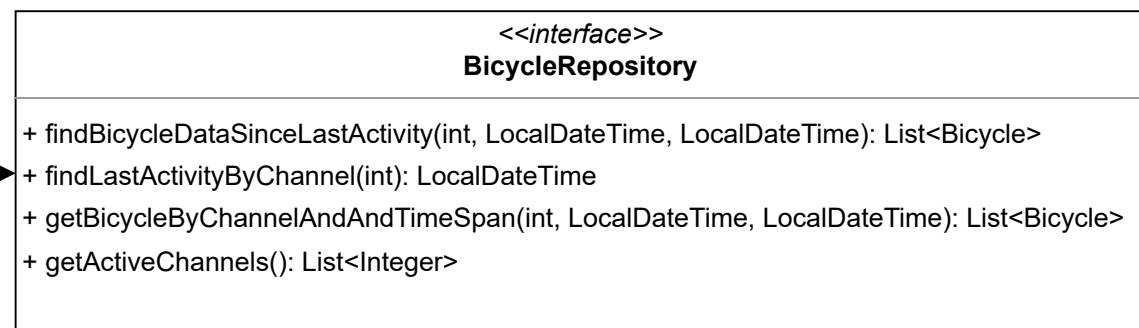 <<interface>>
BicycleRepository
+ findBicycleDataSinceLastActivity(int, LocalDateTime, LocalDateTime): List<Bicycle>
+ findLastActivityByChannel(int): LocalDateTime
+ getBicycleByChannelAndAndTimeSpan(int, LocalDateTime, LocalDateTime): List<Bicycle>
+ getActiveChannels(): List<Integer>